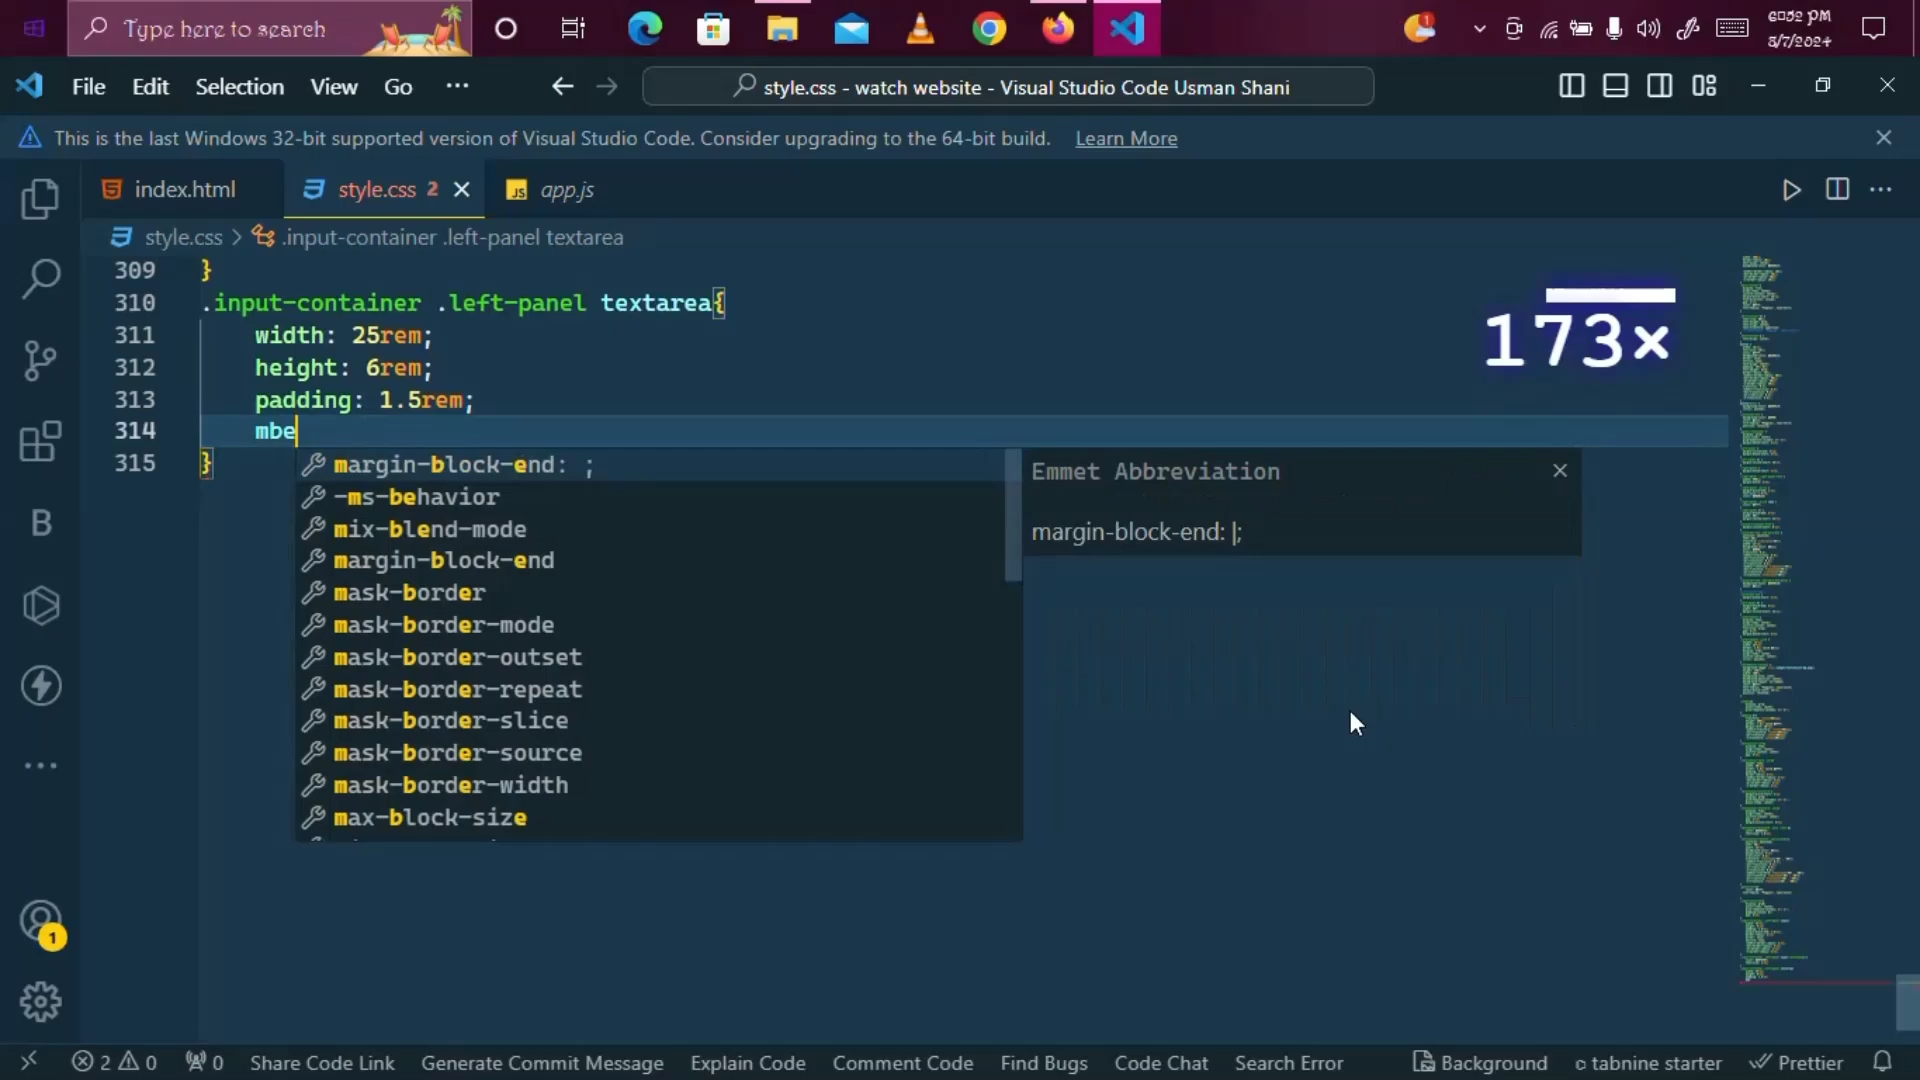 Type here to search
1
6:52 PM
5/7/2024
File Edit Selection View Go ...
style.css - watch website - Visual Studio Code Usman Shani
This is the last Windows 32-bit supported version of Visual Studio Code. Consider upgrading to the 64-bit build. Learn More
index.html
style.css 2
JS app.js
style.css > .input-container .left-panel textarea
309 }
310 .input-container .left-panel textarea{
311 width: 25rem;
312 height: 6rem;
313 padding: 1.5rem;
314 mbe
315 }
173×
margin-block-end: ;
-ms-behavior
mix-blend-mode
margin-block-end
mask-border
mask-border-mode
mask-border-outset
mask-border-repeat
mask-border-slice
mask-border-source
mask-border-width
max-block-size
Emmet Abbreviation
margin-block-end: |;
B
1
2 0 0 Share Code Link Generate Commit Message Explain Code Comment Code Find Bugs Code Chat Search Error Background tabnine starter Prettier